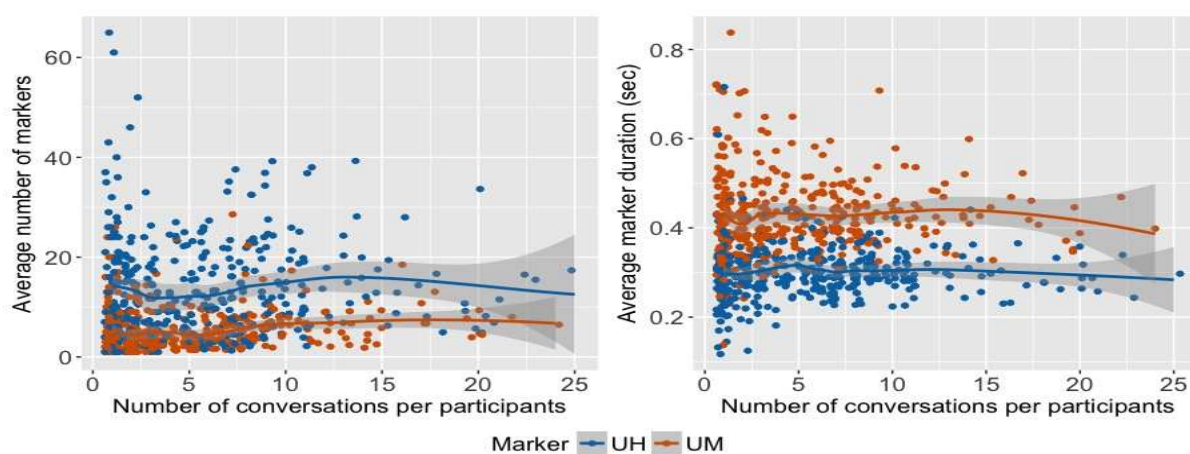 Average number of markers
60
40
20
0
0 5 10 15 20 25
Number of conversations per participants
Average marker duration (sec)
0.8
0.6
0.4
0.2
0 5 10 15 20 25
Number of conversations per participants
Marker UH UM